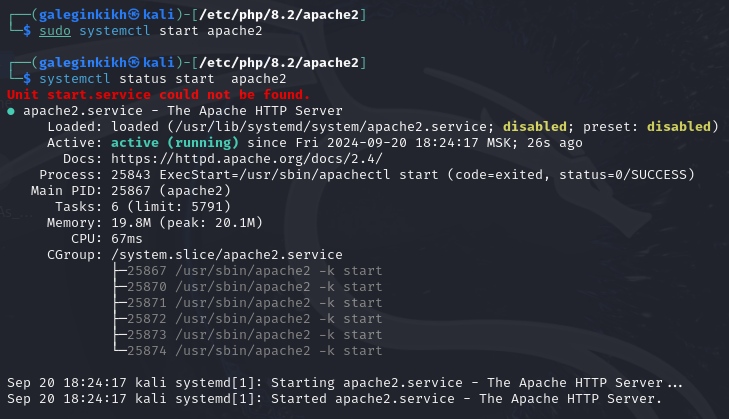 ┌──(galeginkikh㉿kali)-[/etc/php/8.2/apache2]
└─$ sudo systemctl start apache2
┌──(galeginkikh㉿kali)-[/etc/php/8.2/apache2]
└─$ systemctl status start  apache2
Unit start.service could not be found.
● apache2.service - The Apache HTTP Server
     Loaded: loaded (/usr/lib/systemd/system/apache2.service; disabled; preset: disabled)
     Active: active (running) since Fri 2024-09-20 18:24:17 MSK; 26s ago
       Docs: https://httpd.apache.org/docs/2.4/
    Process: 25843 ExecStart=/usr/sbin/apachectl start (code=exited, status=0/SUCCESS)
   Main PID: 25867 (apache2)
      Tasks: 6 (limit: 5791)
     Memory: 19.8M (peak: 20.1M)
        CPU: 67ms
     CGroup: /system.slice/apache2.service
             ├─25867 /usr/sbin/apache2 -k start
             ├─25870 /usr/sbin/apache2 -k start
             ├─25871 /usr/sbin/apache2 -k start
             ├─25872 /usr/sbin/apache2 -k start
             ├─25873 /usr/sbin/apache2 -k start
             └─25874 /usr/sbin/apache2 -k start
Sep 20 18:24:17 kali systemd[1]: Starting apache2.service - The Apache HTTP Server...
Sep 20 18:24:17 kali systemd[1]: Started apache2.service - The Apache HTTP Server.